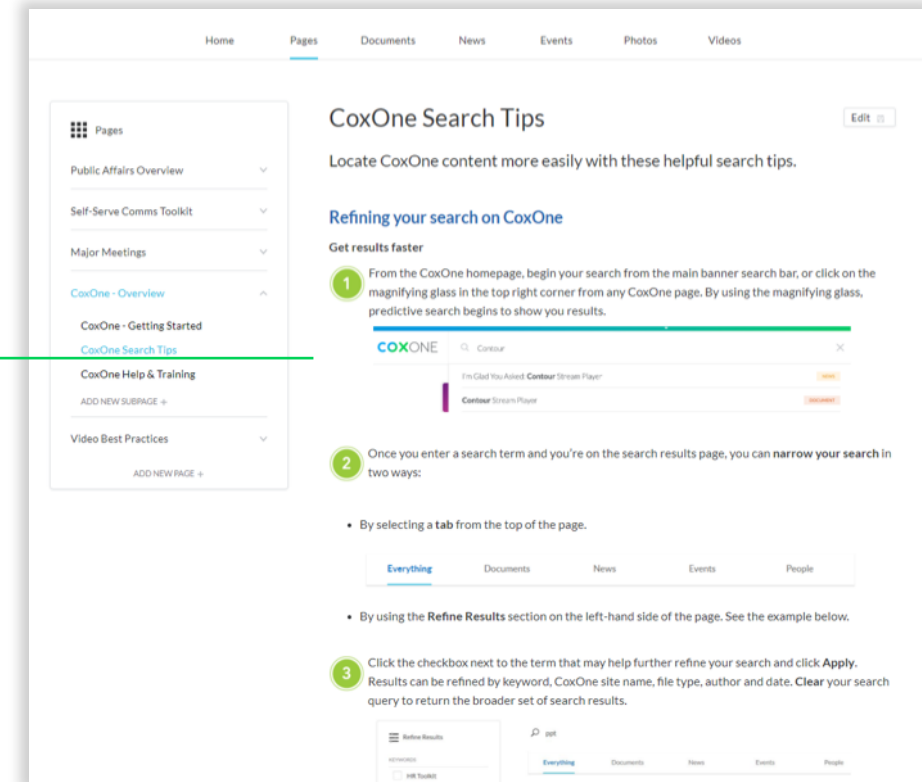 Home Pages Documents News Events Photos Videos
Pages
Public Affairs Overview
Self-Serve Comms Toolkit
Major Meetings
CoxOne - Overview
CoxOne - Getting Started
CoxOne Search Tips
CoxOne Help & Training
ADD NEW SUBPAGE +
Video Best Practices
ADD NEW PAGE +
CoxOne Search Tips
Edit
Locate CoxOne content more easily with these helpful search tips.
Refining your search on CoxOne
Get results faster
1 From the CoxOne homepage, begin your search from the main banner search bar, or click on the
magnifying glass in the top right corner from any CoxOne page. By using the magnifying glass,
predictive search begins to show you results.
COXONE Contour
I'm Glad You Asked: Contour Stream Player NEWS
Contour Stream Player DOCUMENT
2 Once you enter a search term and you're on the search results page, you can narrow your search in
two ways:
• By selecting a tab from the top of the page.
Everything Documents News Events People
• By using the Refine Results section on the left-hand side of the page. See the example below.
3 Click the checkbox next to the term that may help further refine your search and click Apply.
Results can be refined by keyword, CoxOne site name, file type, author and date. Clear your search
query to return the broader set of search results.
Refine Results
KEYWORDS
HR Toolkit
ppt
Everything Documents News Events People